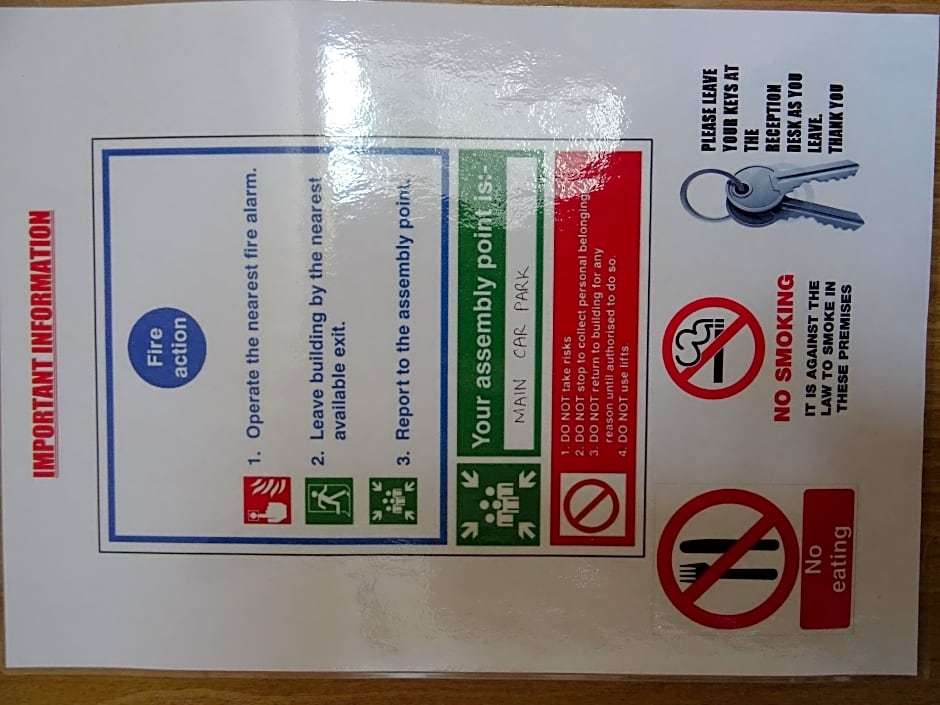 IMPORTANT INFORMATION
Fire
action
1. Operate the nearest fire alarm.
2. Leave building by the nearest
available exit.
3. Report to the assembly point.
Your assembly point is:-
MAIN CAR PARK
1. DO NOT take risks
2. DO NOT stop to collect personal belongings
3. DO NOT return to building for any
reason until authorised to do so.
4. DO NOT use lifts.
No
eating
NO SMOKING
IT IS AGAINST THE
LAW TO SMOKE IN
THESE PREMISES
PLEASE LEAVE
YOUR KEYS AT
THE
RECEPTION
DESK AS YOU
LEAVE.
THANK YOU